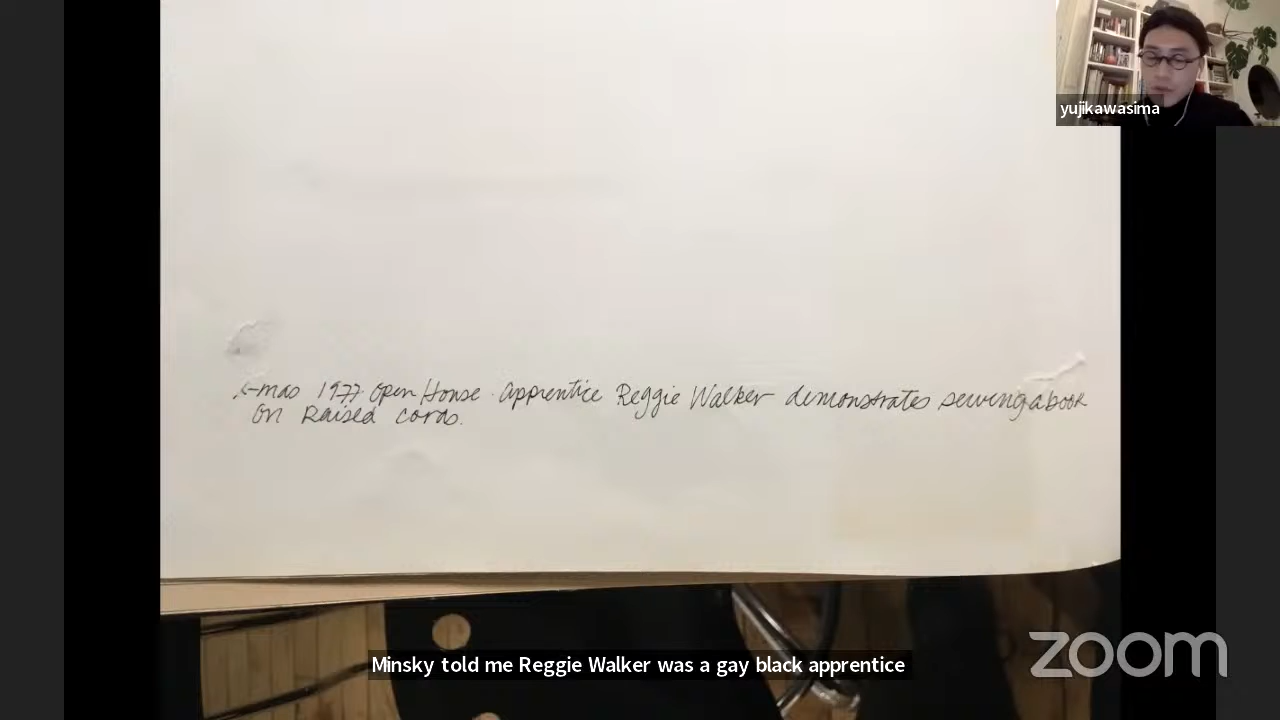 yujikawasima
X-mas 1977 Open House. Apprentice Reggie Walker demonstrates sewing a book
on Raised cords.
Minsky told me Reggie Walker was a gay black apprentice
zoom